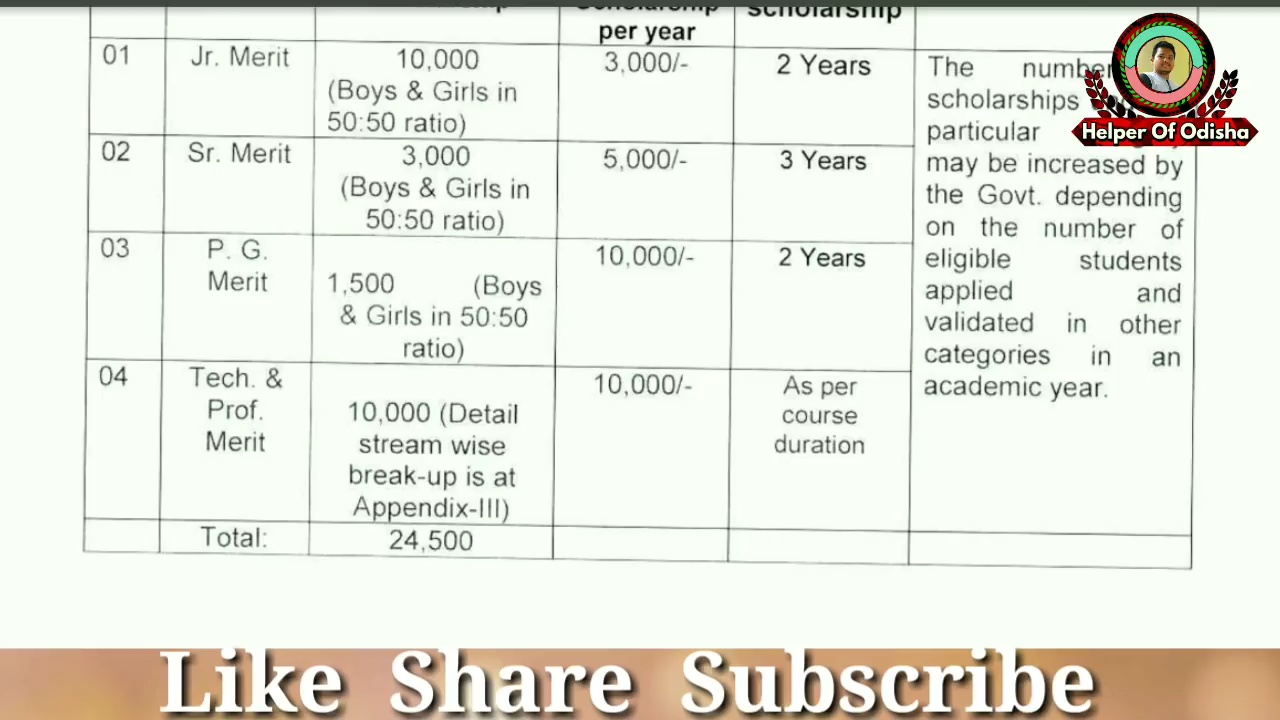 per year
scholarship
01 Jr. Merit 10,000 3,000/- 2 Years
(Boys & Girls in
50:50 ratio)
02 Sr. Merit 3,000 5,000/- 3 Years
(Boys & Girls in
50:50 ratio)
03 P. G.
Merit
1,500 (Boys
& Girls in 50:50
ratio)
10,000/- 2 Years
04 Tech. &
Prof.
Merit
10,000 (Detail
stream wise
break-up is at
Appendix-III)
10,000/- As per
course
duration
The
scholarships
particular
may be increased by
the Govt. depending
on the number of
eligible students
applied and
validated in other
categories in an
academic year.
Total: 24,500
Helper Of Odisha
Like Share Subscribe